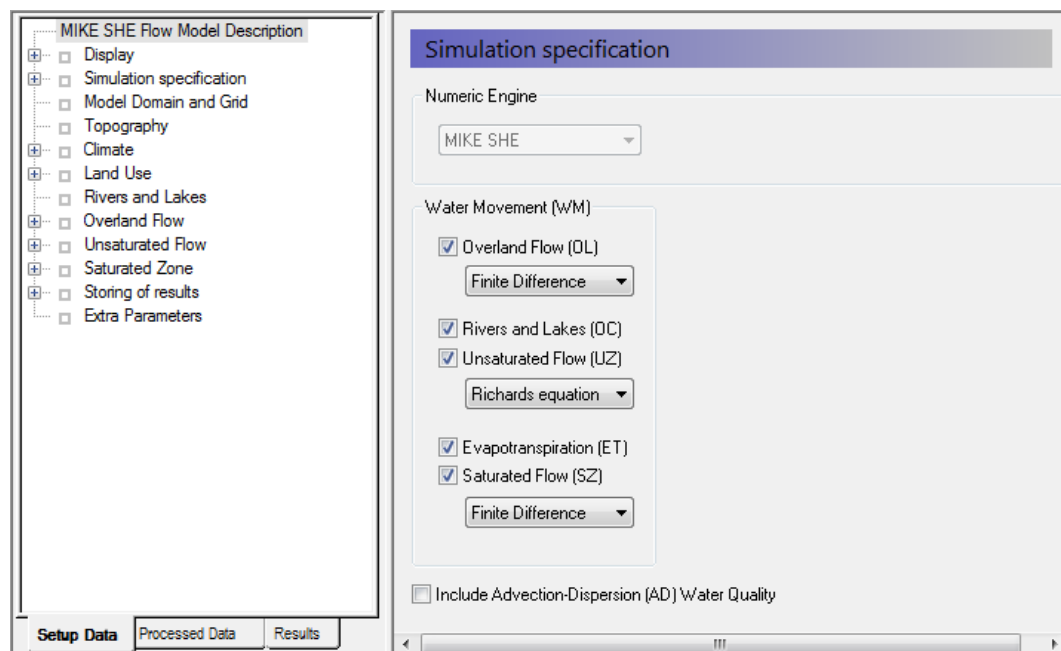 MIKE SHE Flow Model Description
Display
Simulation specification
Model Domain and Grid
Topography
Climate
Land Use
Rivers and Lakes
Overland Flow
Unsaturated Flow
Saturated Zone
Storing of results
Extra Parameters
Setup Data
Processed Data
Results
Simulation specification
Numeric Engine
MIKE SHE
Water Movement (WM)
Overland Flow (OL)
Finite Difference
Rivers and Lakes (OC)
Unsaturated Flow (UZ)
Richards equation
Evapotranspiration (ET)
Saturated Flow (SZ)
Finite Difference
Include Advection-Dispersion (AD) Water Quality